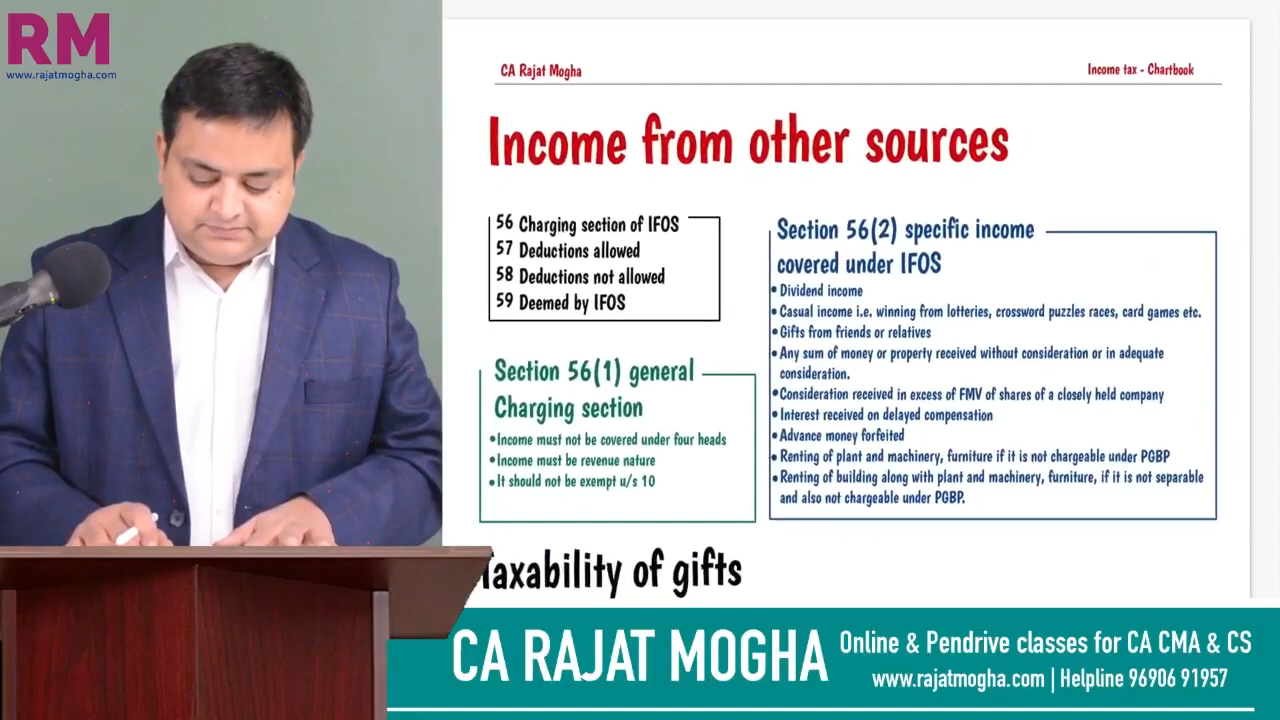 RM
www.rajatmogha.com
CA Rajat Mogha
Income tax - Chartbook
Income from other sources
56 Charging section of IFOS
57 Deductions allowed
58 Deductions not allowed
59 Deemed by IFOS
Section 56(1) general
Charging section
•Income must not be covered under four heads
•Income must be revenue nature
•It should not be exempt u/s 10
Section 56(2) specific income
covered under IFOS
•Dividend income
•Casual income i.e. winning from lotteries, crossword puzzles races, card games etc.
•Gifts from friends or relatives
•Any sum of money or property received without consideration or in adequate
consideration.
•Consideration received in excess of FMV of shares of a closely held company
•Interest received on delayed compensation
•Advance money forfeited
•Renting of plant and machinery, furniture if it is not chargeable under PGBP
•Renting of building along with plant and machinery, furniture, if it is not separable
and also not chargeable under PGBP.
Taxability of gifts
CA RAJAT MOGHA
Online & Pendrive classes for CA CMA & CS
www.rajatmogha.com | Helpline 96906 91957